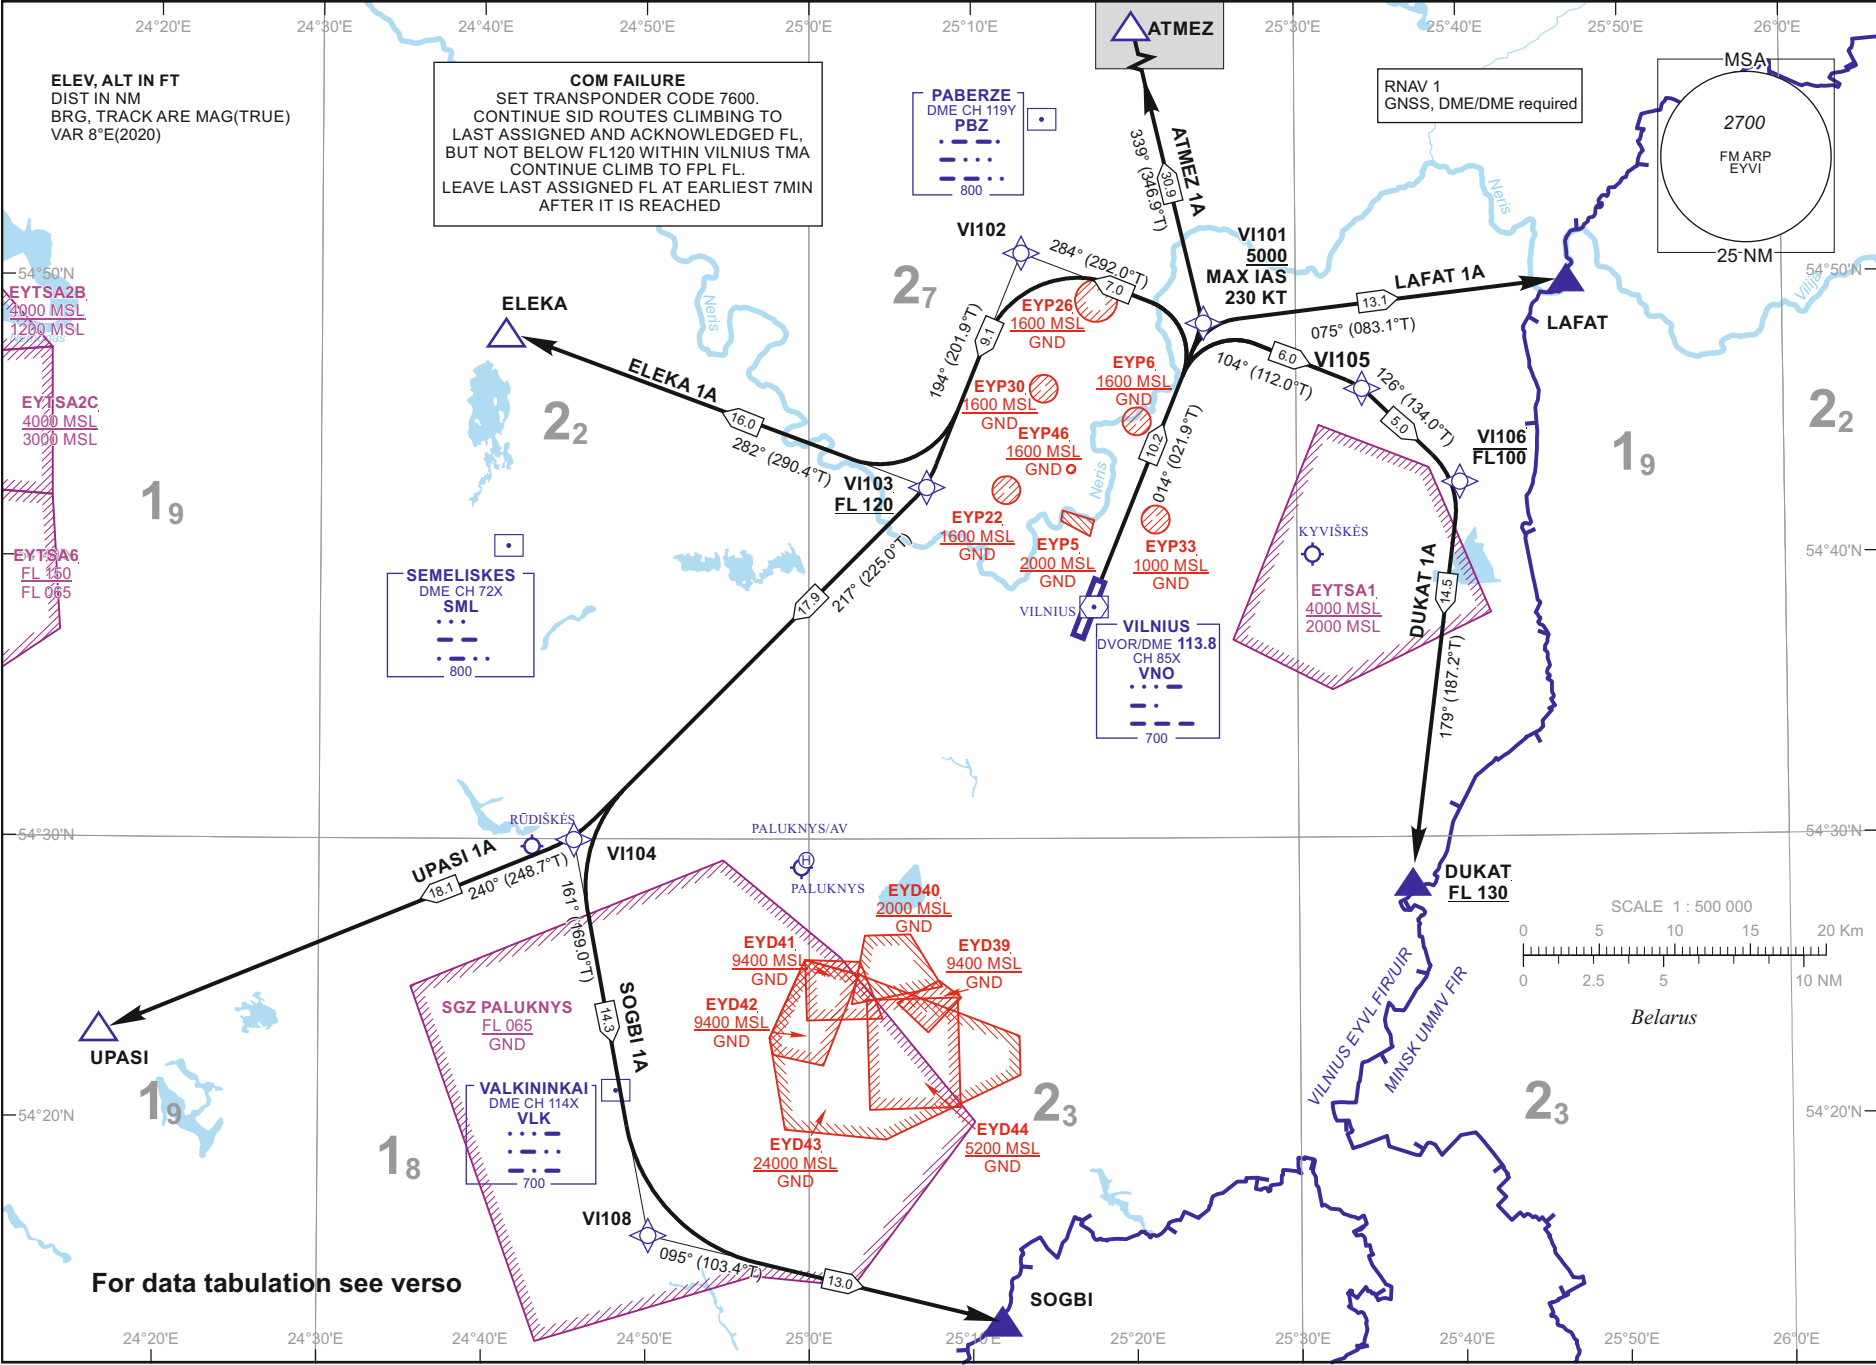 24°20'E
24°30'E
24°40'E
24°50'E
25°0'E
25°10'E
25°30'E
25°40'E
25°50'E
26°0'E
ELEV, ALT IN FT
DIST IN NM
BRG, TRACK ARE MAG(TRUE)
VAR 8°E(2020)
COM FAILURE
SET TRANSPONDER CODE 7600.
CONTINUE SID ROUTES CLIMBING TO
LAST ASSIGNED AND ACKNOWLEDGED FL,
BUT NOT BELOW FL120 WITHIN VILNIUS TMA
CONTINUE CLIMB TO FPL FL.
LEAVE LAST ASSIGNED FL AT EARLIEST 7MIN
AFTER IT IS REACHED
ATMEZ
PABERZE
DME CH 119Y
PBZ
800
RNAV 1
GNSS, DME/DME required
MSA
2700
FM ARP
EYVI
25 NM
339° (346.9°T)
30.9
ATMEZ 1A
Neris
Neris
Neris
Vilija
VI102
284° (292.0°T)
7.0
VI101
5000
MAX IAS
230 KT
LAFAT 1A
13.1
075° (083.1°T)
LAFAT
54°50'N
54°50'N
27
22
22
19
19
19
18
23
23
EYTSA2B
4000 MSL
1200 MSL
EYTSA2C
4000 MSL
3000 MSL
EYTSA6
FL 150
FL 065
ELEKA
ELEKA 1A
16.0
282° (290.4°T)
194° (201.9°T)
9.1
EYP26
1600 MSL
GND
EYP30
1600 MSL
GND
EYP6
1600 MSL
GND
EYP46
1600 MSL
GND
EYP22
1600 MSL
GND
EYP5
2000 MSL
GND
EYP33
1000 MSL
GND
10.2
014° (021.9°T)
104° (112.0°T)
6.0
VI105
126° (134.0°T)
5.0
VI106
FL100
VI103
FL 120
217° (225.0°T)
17.9
KYVIŠKĖS
EYTSA1
4000 MSL
2000 MSL
DUKAT 1A
14.5
179° (187.2°T)
54°40'N
SEMELISKES
DME CH 72X
SML
800
VILNIUS
VILNIUS
DVOR/DME 113.8
CH 85X
VNO
700
54°30'N
54°30'N
RŪDIŠKĖS
UPASI 1A
18.1
240° (248.7°T)
VI104
161° (169.0°T)
PALUKNYS/AV
H
PALUKNYS
DUKAT
FL 130
SCALE 1 : 500 000
0 5 10 15 20 Km
0 2.5 5 10 NM
Belarus
VILNIUS EYVL FIR/UIR
MINSK UMMV FIR
EYD40
2000 MSL
GND
EYD41
9400 MSL
GND
EYD39
9400 MSL
GND
EYD42
9400 MSL
GND
EYD43
24000 MSL
GND
EYD44
5200 MSL
GND
SGZ PALUKNYS
FL 065
GND
SOGBI 1A
14.3
UPASI
VALKININKAI
DME CH 114X
VLK
700
54°20'N
54°20'N
VI108
095° (103.4°T)
13.0
SOGBI
For data tabulation see verso
24°20'E
24°30'E
24°40'E
24°50'E
25°0'E
25°10'E
25°20'E
25°30'E
25°40'E
25°50'E
26°0'E